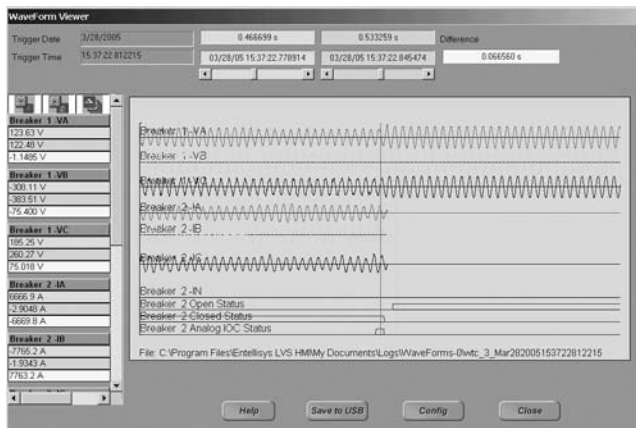 WaveForm Viewer
Trigger Date 3/28/2005 0.466699 s 0.533259 s Difference
Trigger Time 15:37:22.812215 03/28/05 15:37:22.778914 03/28/05 15:37:22.845474 0.066560 s
Breaker 1 -VA
123.63 V
122.48 V
-1.1485 V
Breaker 1 -VB
-308.11 V
-383.51 V
-75.400 V
Breaker 1 -VC
185.25 V
260.27 V
75.018 V
Breaker 2 -IA
6666.9 A
-2.9048 A
-6669.8 A
Breaker 2 -IB
-7765.2 A
-1.9343 A
7763.2 A
Breaker 1 -VA
Breaker 1 -VB
Breaker 1 -VC
Breaker 2 -IA
Breaker 2 -IB
Breaker 2 -IC
Breaker 2 -IN
Breaker 2 Open Status
Breaker 2 Closed Status
Breaker 2 Analog IOC Status
File: C:\Program Files\Entellisys LVS HMI\My Documents\Logs\WaveForms-0\wtc_3_Mar282005153722812215
Help Save to USB Config Close